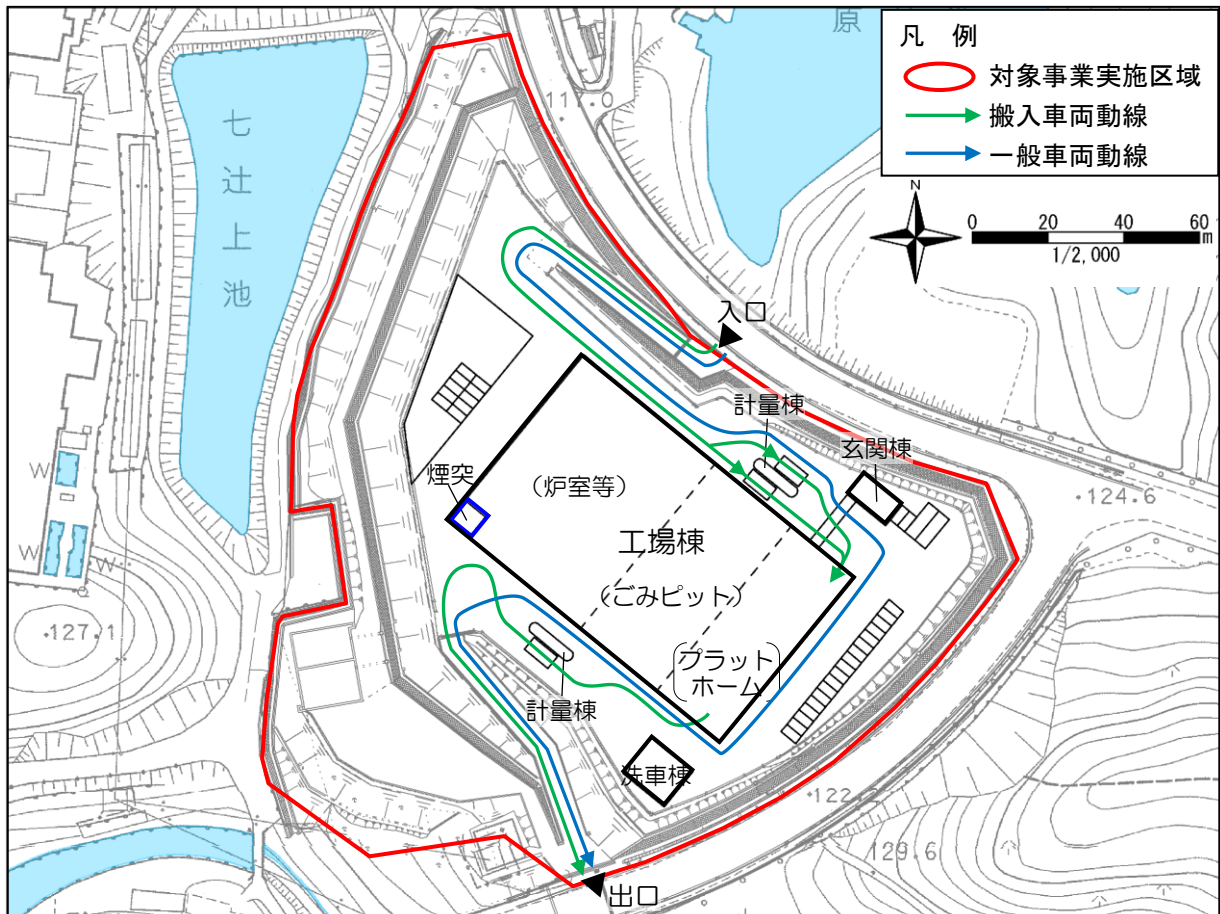 原
凡 例
対象事業実施区域
搬入車両動線
一般車両動線
N
0 20 40 60
m
1/2,000
117.0
七辻上池
入口
計量棟
玄関棟
124.6
煙突
(炉室等)
工場棟
(ごみピット)
W
W
W
127.1
プラット
ホーム
計量棟
洗車棟
122.
129.6
出口